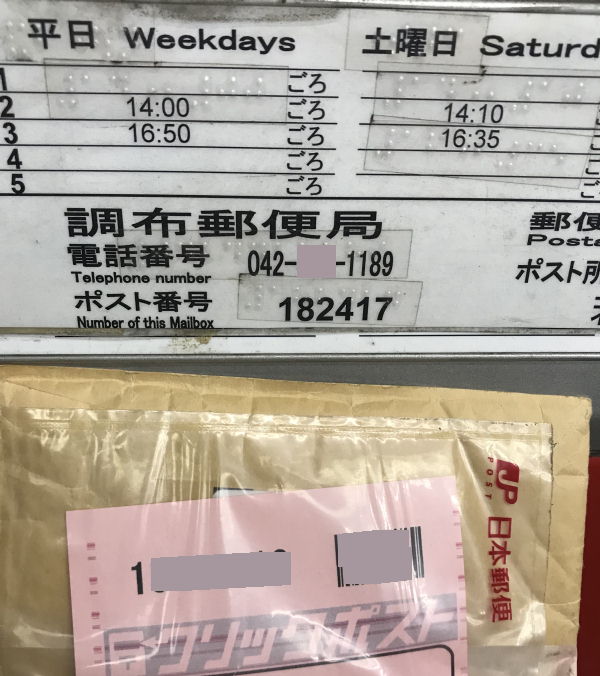 平日 Weekdays
土曜日 Saturd
1 ごろ
2 14:00 ごろ 14:10
3 16:50 ごろ 16:35
4 ごろ
5 ごろ
調布郵便局
電話番号 042- -1189
Telephone number
ポスト番号 182417
Number of this Mailbox
郵便
Posta
ポスト所
JP 日本郵便
POST
1
クリックポスト